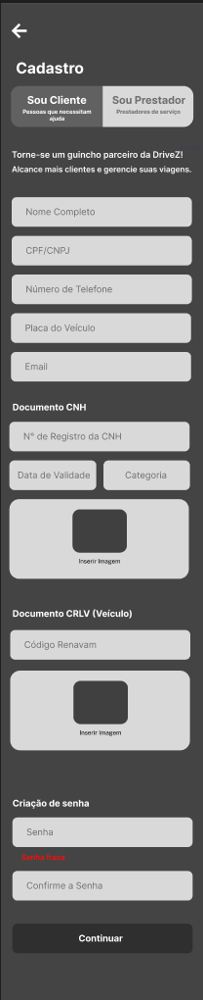 Cadastro
Sou Cliente
Pessoas que necessitam
ajuda
Sou Prestador
Prestadores de serviço
Torne-se um guincho parceiro da DriveZ!
Alcance mais clientes e gerencie suas viagens.
Nome Completo
CPF/CNPJ
Número de Telefone
Placa do Veículo
Email
Documento CNH
N° de Registro da CNH
Data de Validade
Categoria
Inserir Imagem
Documento CRLV (Veículo)
Código Renavam
Inserir Imagem
Criação de senha
Senha
Senha fraca
Confirme a Senha
Continuar